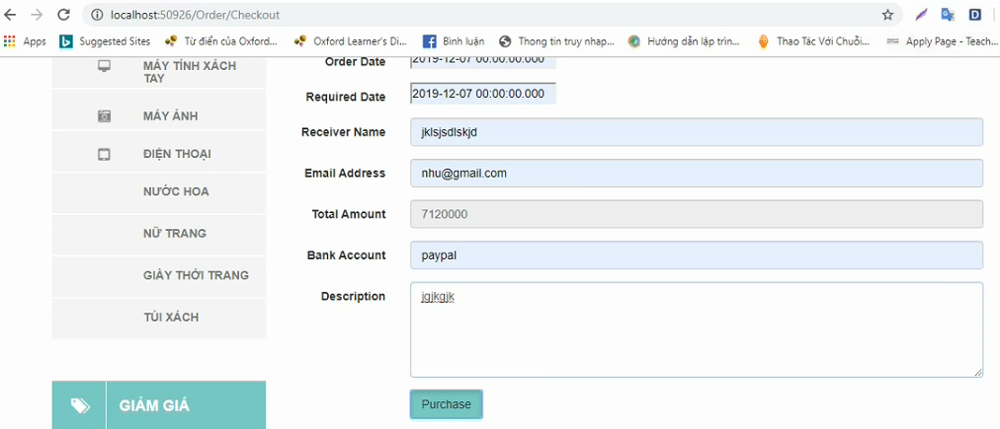 localhost:50926/Order/Checkout
Apps Suggested Sites Từ điển của Oxford... Oxford Learner's Di... Bình luận Thong tin truy nhap... Hướng dẫn lập trìn... Thao Tác Với Chuỗi... Apply Page - Teach...
MÁY TÍNH XÁCH
TAY
MÁY ẢNH
ĐIỆN THOẠI
NƯỚC HOA
NỮ TRANG
GIÀY THỜI TRANG
TÚI XÁCH
GIẢM GIÁ
Order Date 2019-12-07 00:00:00.000
Required Date 2019-12-07 00:00:00.000
Receiver Name jklsjsdlskjd
Email Address nhu@gmail.com
Total Amount 7120000
Bank Account paypal
Description jgjkgjk
Purchase